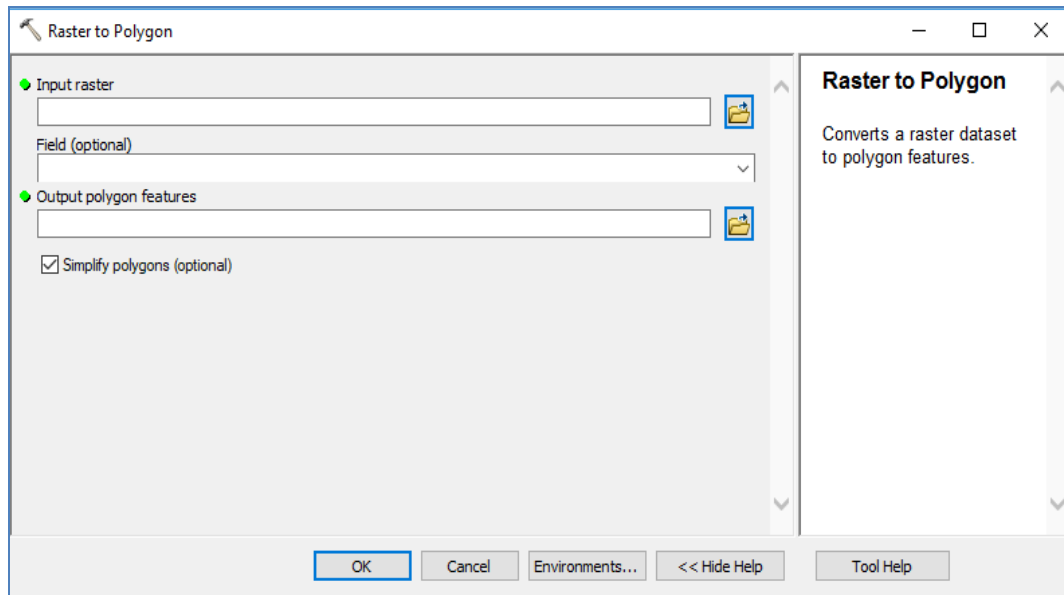 Raster to Polygon
Input raster
Field (optional)
Output polygon features
Simplify polygons (optional)
Raster to Polygon
Converts a raster dataset
to polygon features.
OK
Cancel
Environments...
<< Hide Help
Tool Help